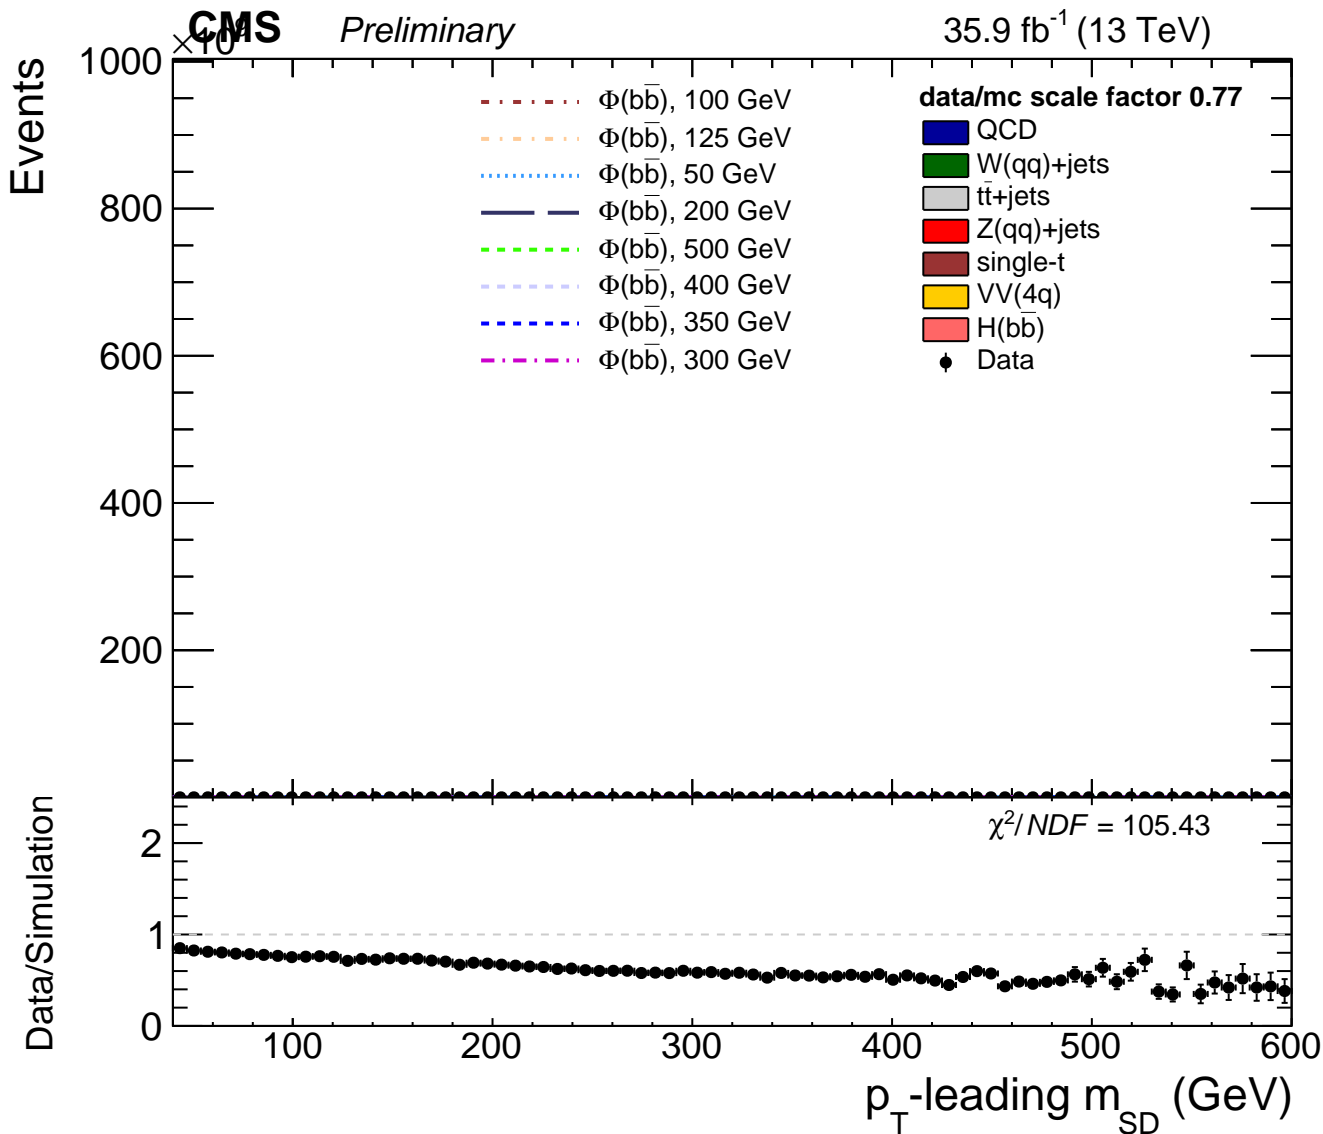 CMS Preliminary 35.9 fb⁻¹ (13 TeV)
×10⁹
Events
1000
800
600
400
200
Φ(bb̅), 100 GeV
Φ(bb̅), 125 GeV
Φ(bb̅), 50 GeV
Φ(bb̅), 200 GeV
Φ(bb̅), 500 GeV
Φ(bb̅), 400 GeV
Φ(bb̅), 350 GeV
Φ(bb̅), 300 GeV
data/mc scale factor 0.77
QCD
W(qq)+jets
tt̅+jets
Z(qq)+jets
single-t
VV(4q)
H(bb̅)
Data
Data/Simulation
2
1
0
χ²/NDF = 105.43
100 200 300 400 500 600
p_T-leading m_SD (GeV)